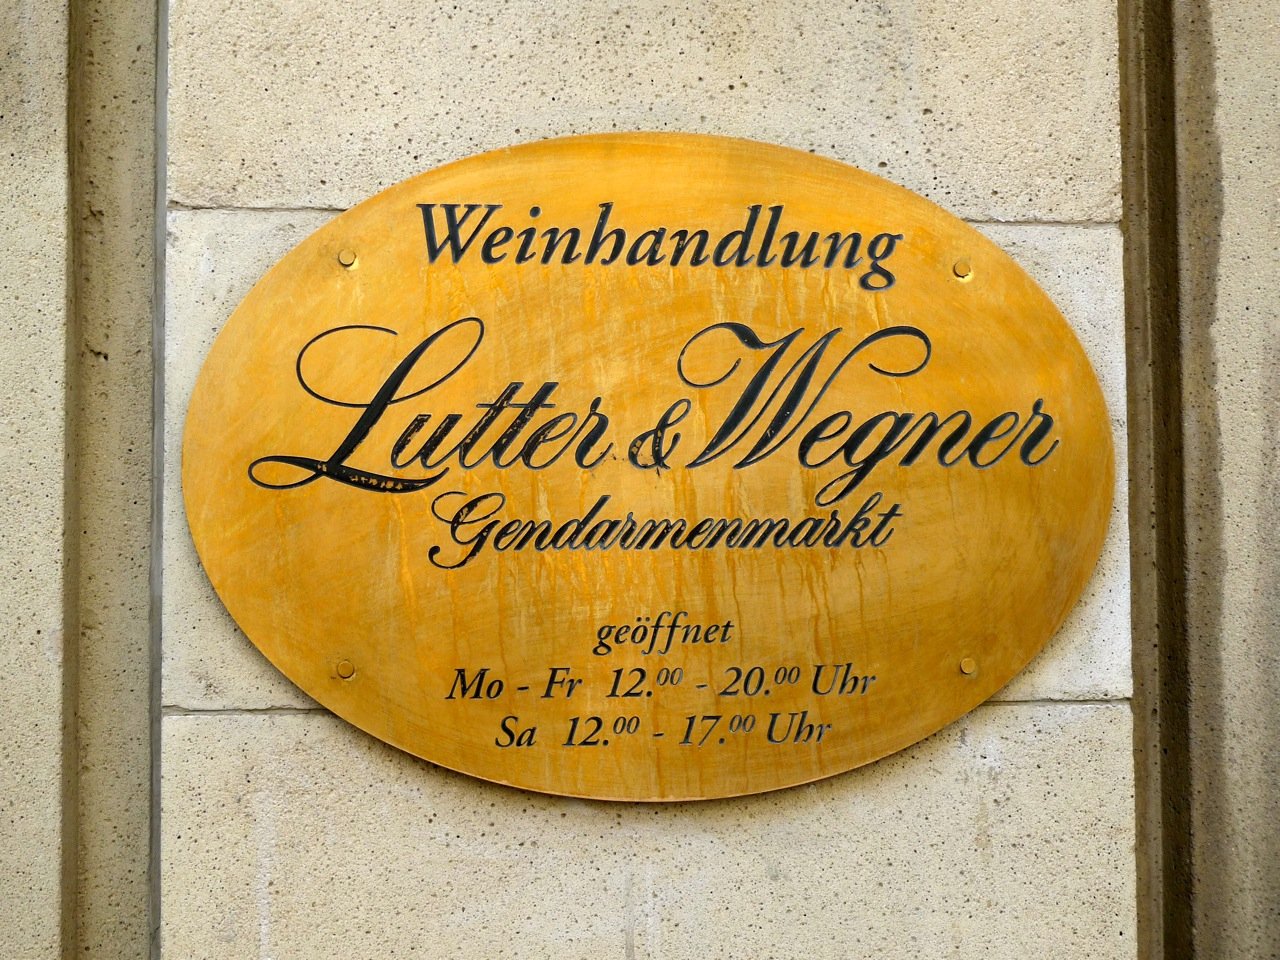 Weinhandlung
Lutter & Wegner
Gendarmenmarkt
geöffnet
Mo - Fr 12.00 - 20.00 Uhr
Sa 12.00 - 17.00 Uhr